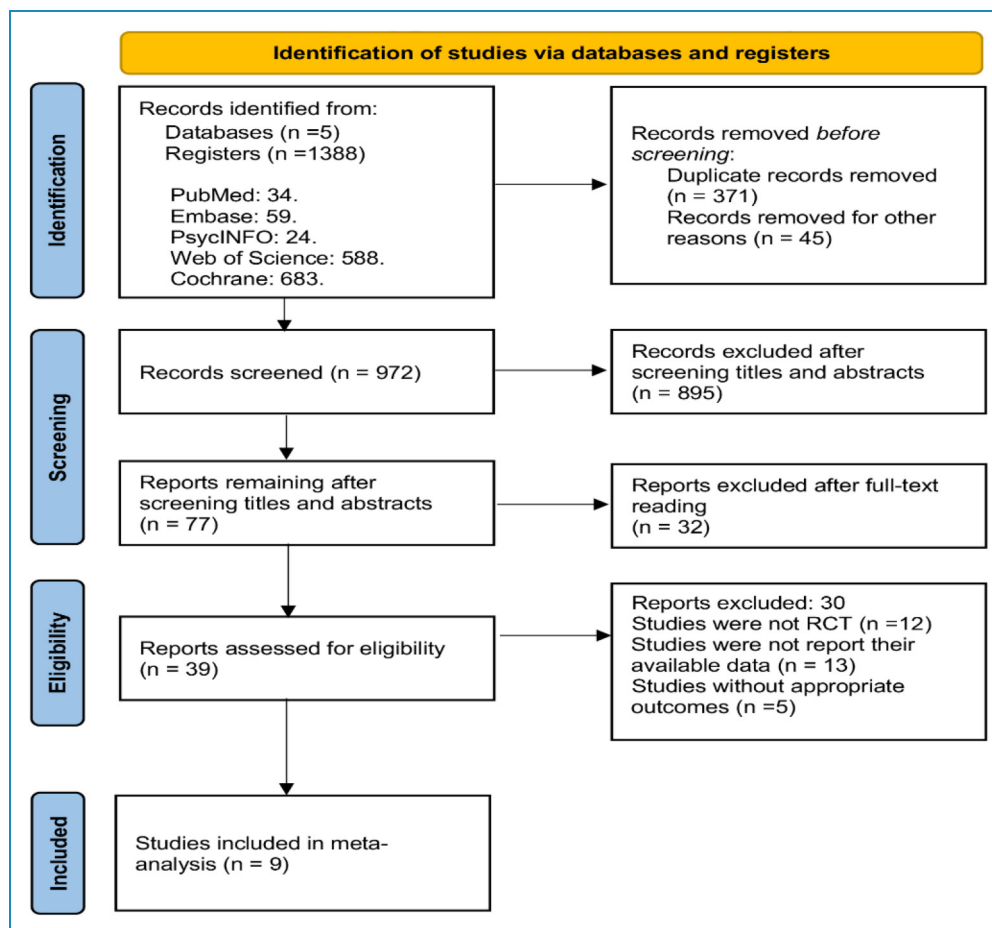 Identification of studies via databases and registers
Identification
Records identified from:
Databases (n =5)
Registers (n =1388)
PubMed: 34.
Embase: 59.
PsycINFO: 24.
Web of Science: 588.
Cochrane: 683.
Records removed before
screening:
Duplicate records removed
(n = 371)
Records removed for other
reasons (n = 45)
Screening
Records screened (n = 972)
Records excluded after
screening titles and abstracts
(n = 895)
Reports remaining after
screening titles and abstracts
(n = 77)
Reports excluded after full-text
reading
(n = 32)
Eligibility
Reports assessed for eligibility
(n = 39)
Reports excluded: 30
Studies were not RCT (n =12)
Studies were not report their
available data (n = 13)
Studies without appropriate
outcomes (n =5)
Included
Studies included in meta-
analysis (n = 9)